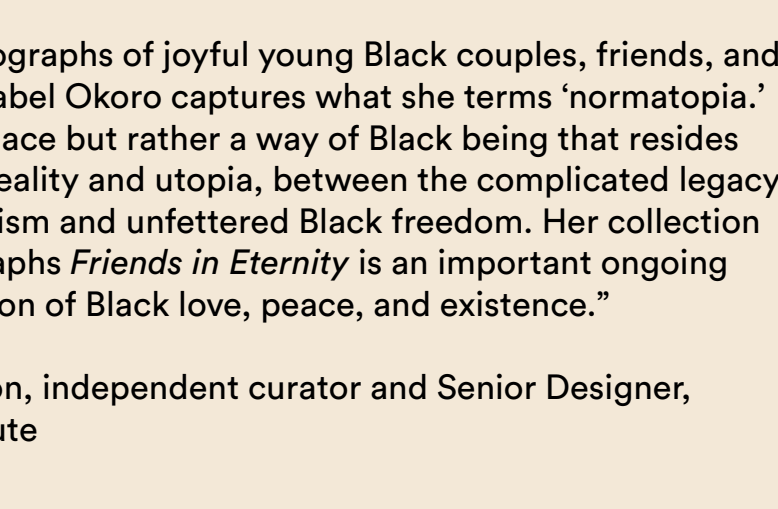 ographs of joyful young Black couples, friends, and
abel Okoro captures what she terms ‘normatopia.’
ace but rather a way of Black being that resides
eality and utopia, between the complicated legacy
ism and unfettered Black freedom. Her collection
aphs Friends in Eternity is an important ongoing
on of Black love, peace, and existence.”
on, independent curator and Senior Designer,
ute